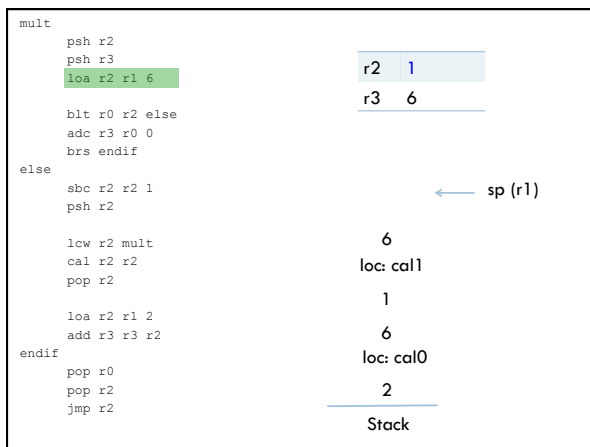 mult
psh r2
psh r3
loa r2 r1 6
blt r0 r2 else
adc r3 r0 0
brs endif
else
sbc r2 r2 1
psh r2
lcw r2 mult
cal r2 r2
pop r2
loa r2 r1 2
add r3 r3 r2
endif
pop r0
pop r2
jmp r2
r2 1
r3 6
sp (r1)
6
loc: cal1
1
6
loc: cal0
2
Stack